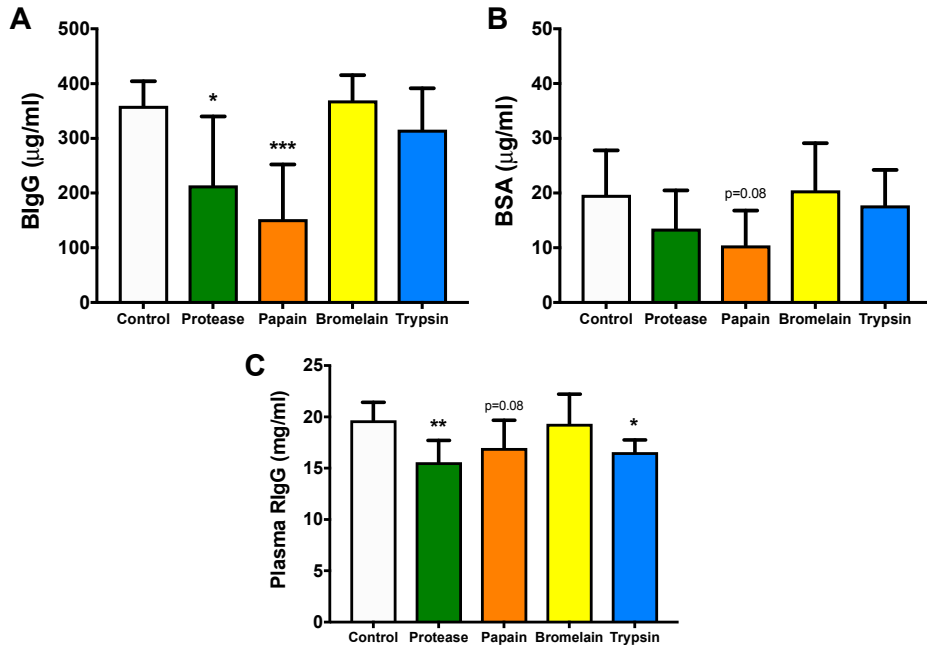 A
BIgG (µg/ml)
500
400
300
200
100
0
*
***
Control Protease Papain Bromelain Trypsin
B
BSA (µg/ml)
50
40
30
20
10
0
p=0.08
Control Protease Papain Bromelain Trypsin
C
Plasma RIgG (mg/ml)
25
20
15
10
5
0
**
p=0.08
*
Control Protease Papain Bromelain Trypsin